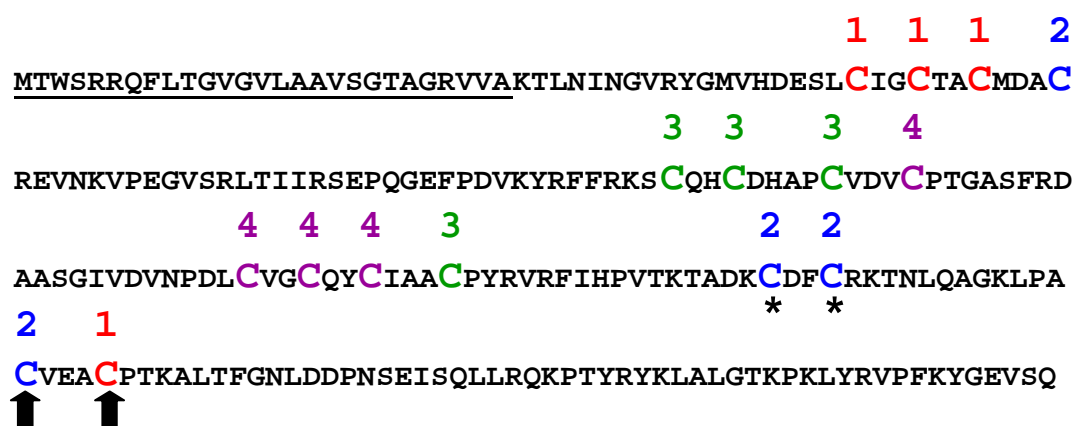 1 1 1 2
MTWSRRQFLTGVGVLAAVSGTAGRVVAKTLNINGVRYGMVHDESLCIGCTACMDAC
3 3 3 4
REVNKVPEGVSRLTIIRSEPQGEFPDVKYRFFRKSCQHCDHAPCVDVCPTGASFRD
4 4 4 3 2 2
AASGIVDVNPDLCVGCQYCIAACPYRVRFIHPVTKTADKCDFCRKTNLQAGKLPA
* *
2 1
CVEACPTKALTFGNLDDPNSEISQLLRQKPTYRYKLALGTKPKLYRVPFKYGEVSQ